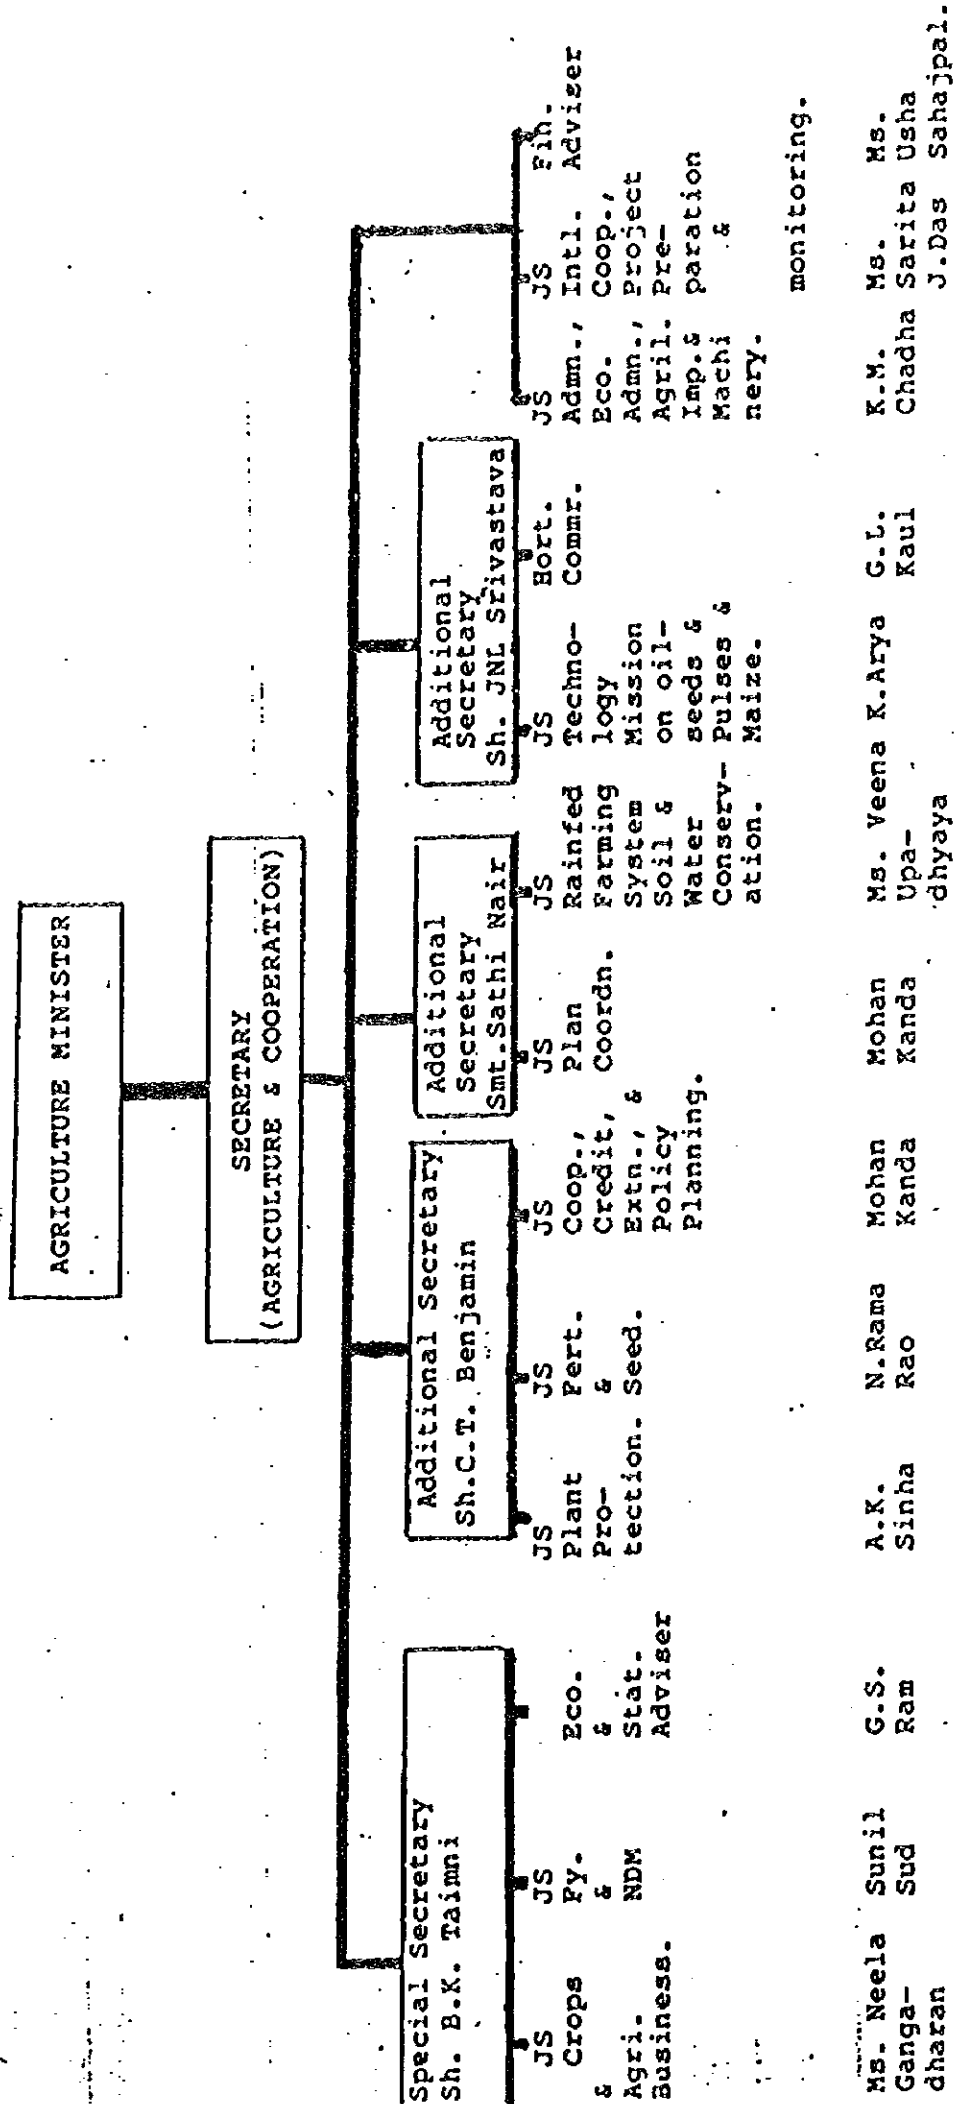 AGRICULTURE MINISTER
SECRETARY
(AGRICULTURE & COOPERATION)
Special Secretary
Sh. B.K. Taimni
Additional Secretary
Sh.C.T. Benjamin
Additional
Secretary
Smt.Sathi Nair
Additional
Secretary
Sh. JNL Srivastava
JS
Crops
&
Agri.
Business.
JS
Fy.
&
NDM
Eco.
&
Stat.
Adviser
JS
Plant
Pro-
tection.
JS
Fert.
&
Seed.
JS
Coop.,
Credit,
Extn., &
Policy
Planning.
JS
Plan
Coordn.
JS
Rainfed
Farming
System
Soil &
Water
Conserv-
ation.
JS
Techno-
logy
Mission
on oil-
seeds &
Pulses &
Maize.
Hort.
Commr.
JS
Admn.,
Eco.
Admn.,
Agril.
Imp.&
Machi
nery.
JS
Intl.
Coop.,
Project
Pre-
paration
&
monitoring.
Fin.
Adviser
Ms. Neela
Ganga-
dharan
Sunil
Sud
G.S.
Ram
A.K.
Sinha
N.Rama
Rao
Mohan
Kanda
Mohan
Kanda
Ms. Veena
Upa-
dhyaya
K.Arya
G.L.
Kaul
K.M.
Chadha
Ms.
Sarita
J.Das
Ms.
Usha
Sahajpal.